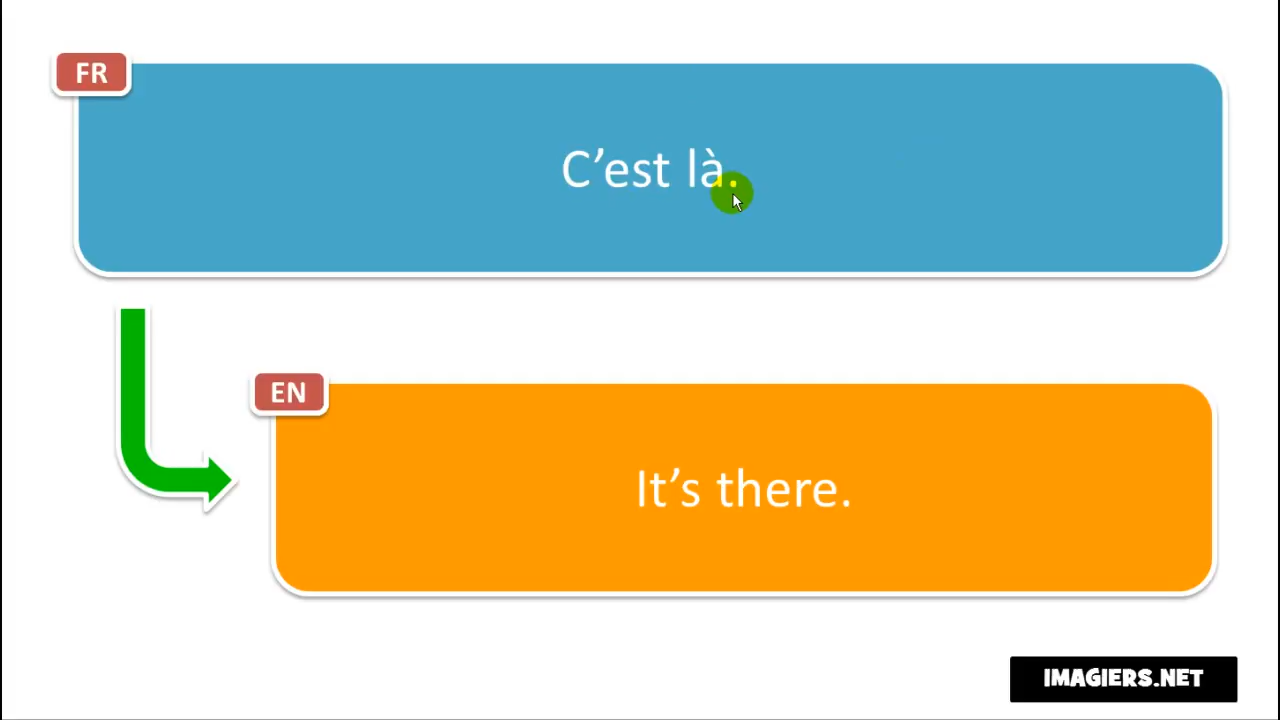 FR
C’est là.
EN
It’s there.
IMAGIERS.NET